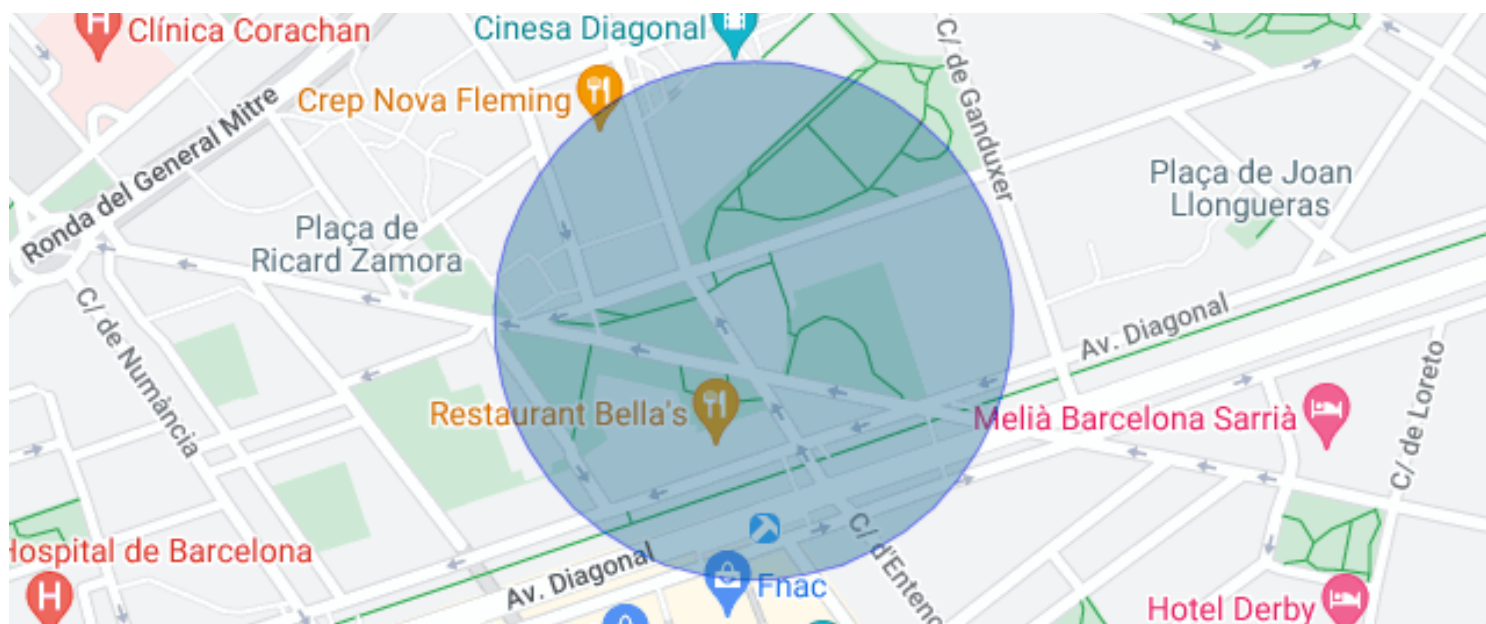 Clínica Corachan
Cinesa Diagonal
Crep Nova Fleming
C/ de Ganduxer
Ronda del General Mitre
Plaça de Joan
Llongueras
Plaça de
Ricard Zamora
C/ de Numància
Av. Diagonal
C/ de Loreto
Restaurant Bella's
Melià Barcelona Sarrià
Hospital de Barcelona
Av. Diagonal
C/ d'Entenç
Fnac
Hotel Derby
H
H